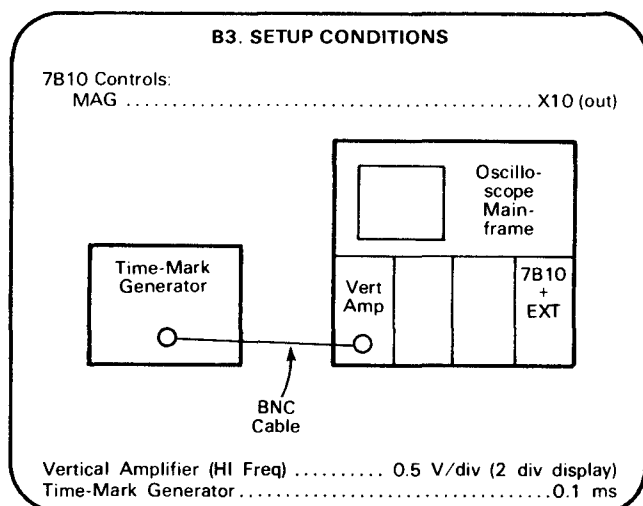 B3. SETUP CONDITIONS
7B10 Controls:
MAG ............................................. X10 (out)
Oscillo-
scope
Main-
frame
Time-Mark
Generator
Vert
Amp
7B10
+
EXT
BNC
Cable
Vertical Amplifier (HI Freq) .......... 0.5 V/div (2 div display)
Time-Mark Generator ................................. 0.1 ms